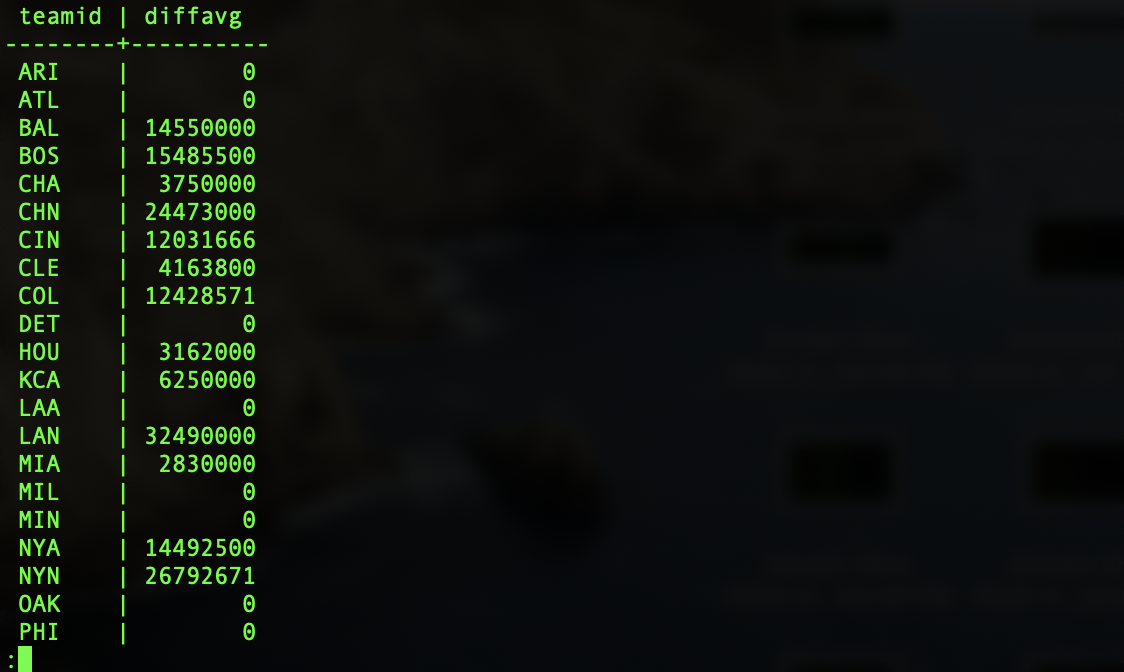 teamid | diffavg
--------+----------
 ARI    |        0
 ATL    |        0
 BAL    | 14550000
 BOS    | 15485500
 CHA    |  3750000
 CHN    | 24473000
 CIN    | 12031666
 CLE    |  4163800
 COL    | 12428571
 DET    |        0
 HOU    |  3162000
 KCA    |  6250000
 LAA    |        0
 LAN    | 32490000
 MIA    |  2830000
 MIL    |        0
 MIN    |        0
 NYA    | 14492500
 NYN    | 26792671
 OAK    |        0
 PHI    |        0
: